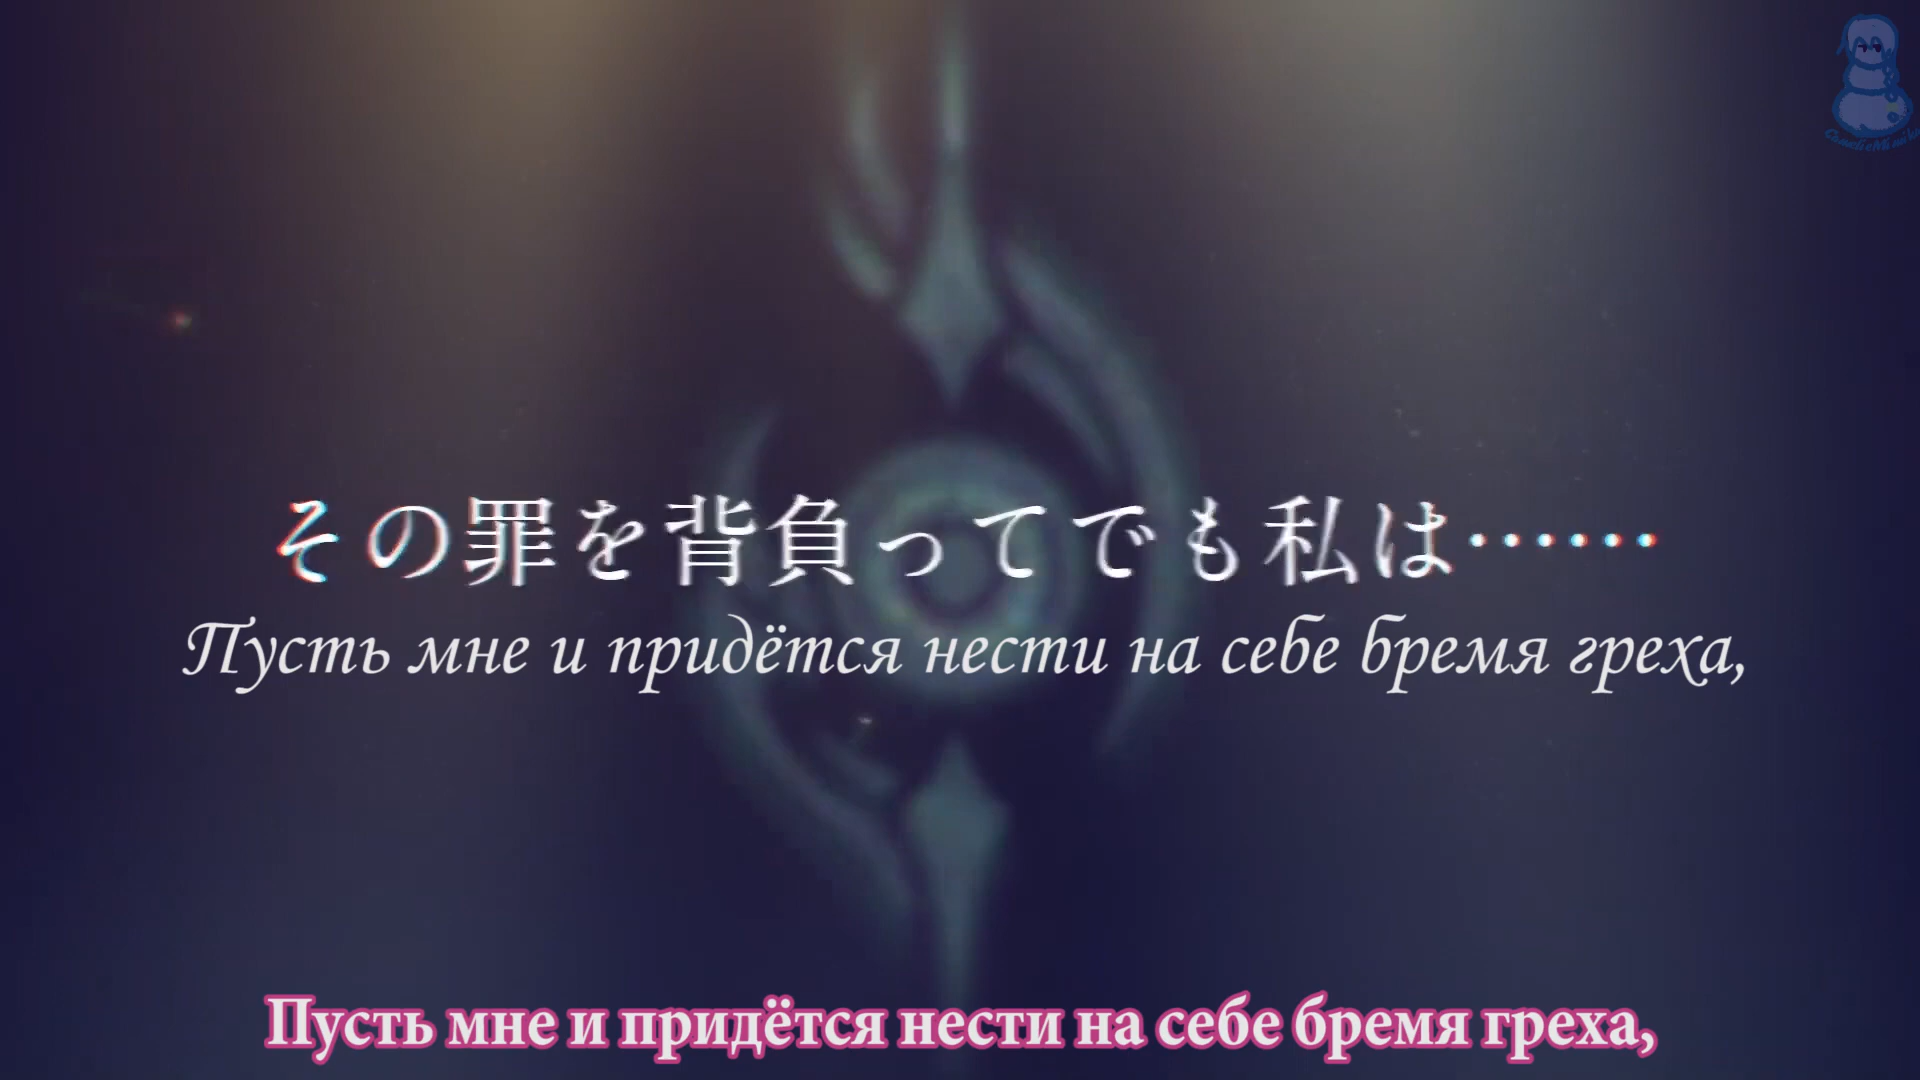 その罪を背負ってでも私は……
Пусть мне и придётся нести на себе бремя греха,
Пусть мне и придётся нести на себе бремя греха,